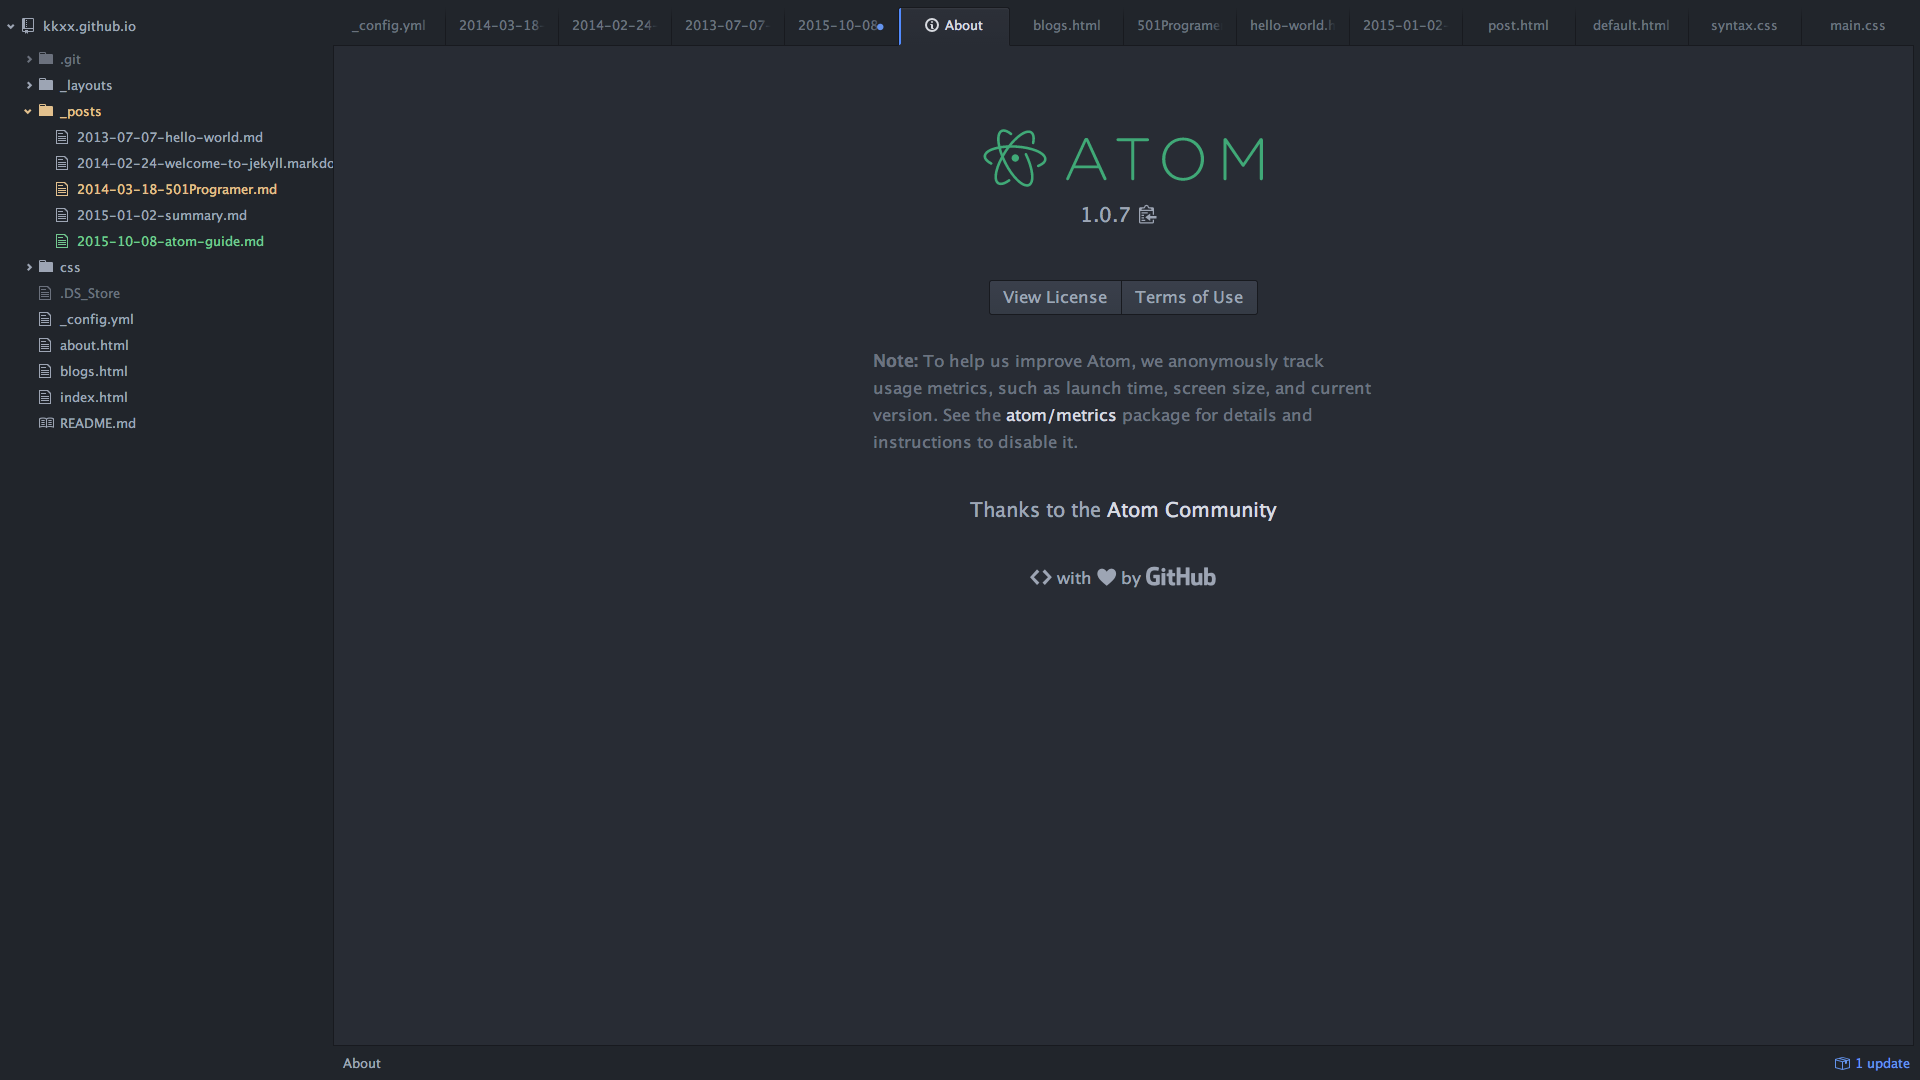 kkxx.github.io
.git
_layouts
_posts
2013-07-07-hello-world.md
2014-02-24-welcome-to-jekyll.markdo
2014-03-18-501Programer.md
2015-01-02-summary.md
2015-10-08-atom-guide.md
css
.DS_Store
_config.yml
about.html
blogs.html
index.html
README.md
_config.yml 2014-03-18- 2014-02-24- 2013-07-07- 2015-10-08 About blogs.html 501Programe hello-world.h 2015-01-02- post.html default.html syntax.css main.css
ATOM
1.0.7
View License Terms of Use
Note: To help us improve Atom, we anonymously track
usage metrics, such as launch time, screen size, and current
version. See the atom/metrics package for details and
instructions to disable it.
Thanks to the Atom Community
<> with by GitHub
About 1 update